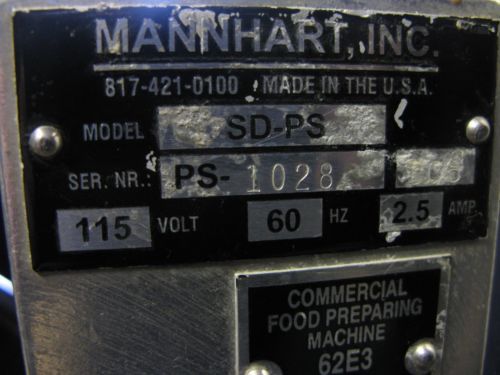 MANNHART, INC.
817-421-0100 MADE IN THE U.S.A.
MODEL SD-PS
SER. NR.: PS- 1028
115 VOLT 60 HZ 2.5 AMP
COMMERCIAL
FOOD PREPARING
MACHINE
62E3